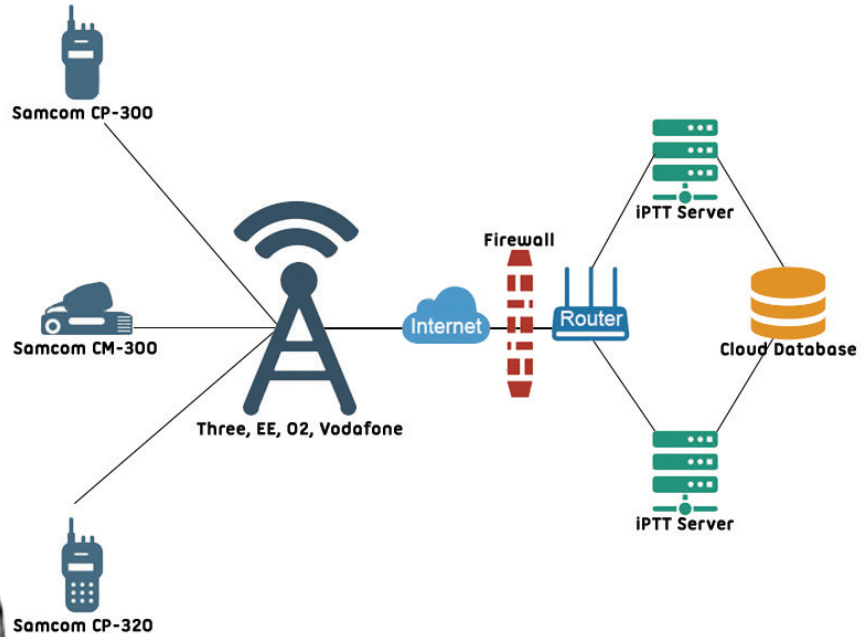 Samcom CP-300
iPTT Server
Firewall
Internet
Router
Samcom CM-300
Cloud Database
Three, EE, O2, Vodafone
iPTT Server
Samcom CP-320